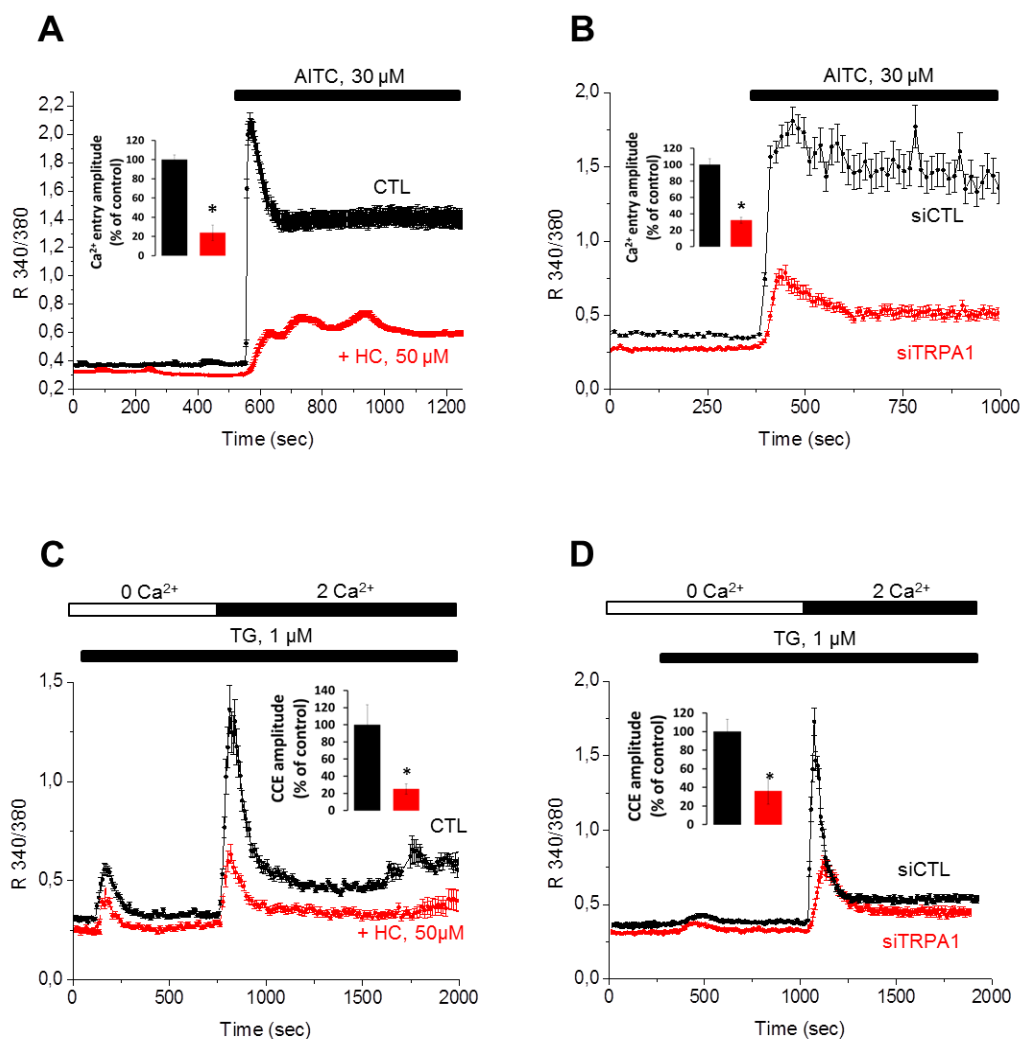 A
AITC, 30 µM
2,2
2,0
1,8
1,6
1,4
1,2
1,0
0,8
0,6
0,4
0,2
R 340/380
Ca²⁺ entry amplitude
(% of control)
120
100
80
60
40
20
0
*
CTL
+ HC, 50 µM
0
200
400
600
800
1000
1200
Time (sec)
B
AITC, 30 µM
2,0
1,5
1,0
0,5
0,0
R 340/380
Ca²⁺ entry amplitude
(% of control)
120
100
80
60
40
20
0
*
siCTL
siTRPA1
0
250
500
750
1000
Time (sec)
C
0 Ca²⁺
2 Ca²⁺
TG, 1 µM
1,5
1,0
0,5
0,0
R 340/380
CCE amplitude
(% of control)
140
120
100
80
60
40
20
0
*
CTL
+ HC, 50µM
0
250
500
750
1000
1250
1500
1750
2000
Time (sec)
D
0 Ca²⁺
2 Ca²⁺
TG, 1 µM
2,0
1,5
1,0
0,5
0,0
R 340/380
CCE amplitude
(% of control)
120
100
80
60
40
20
0
*
siCTL
siTRPA1
0
500
1000
1500
2000
Time (sec)